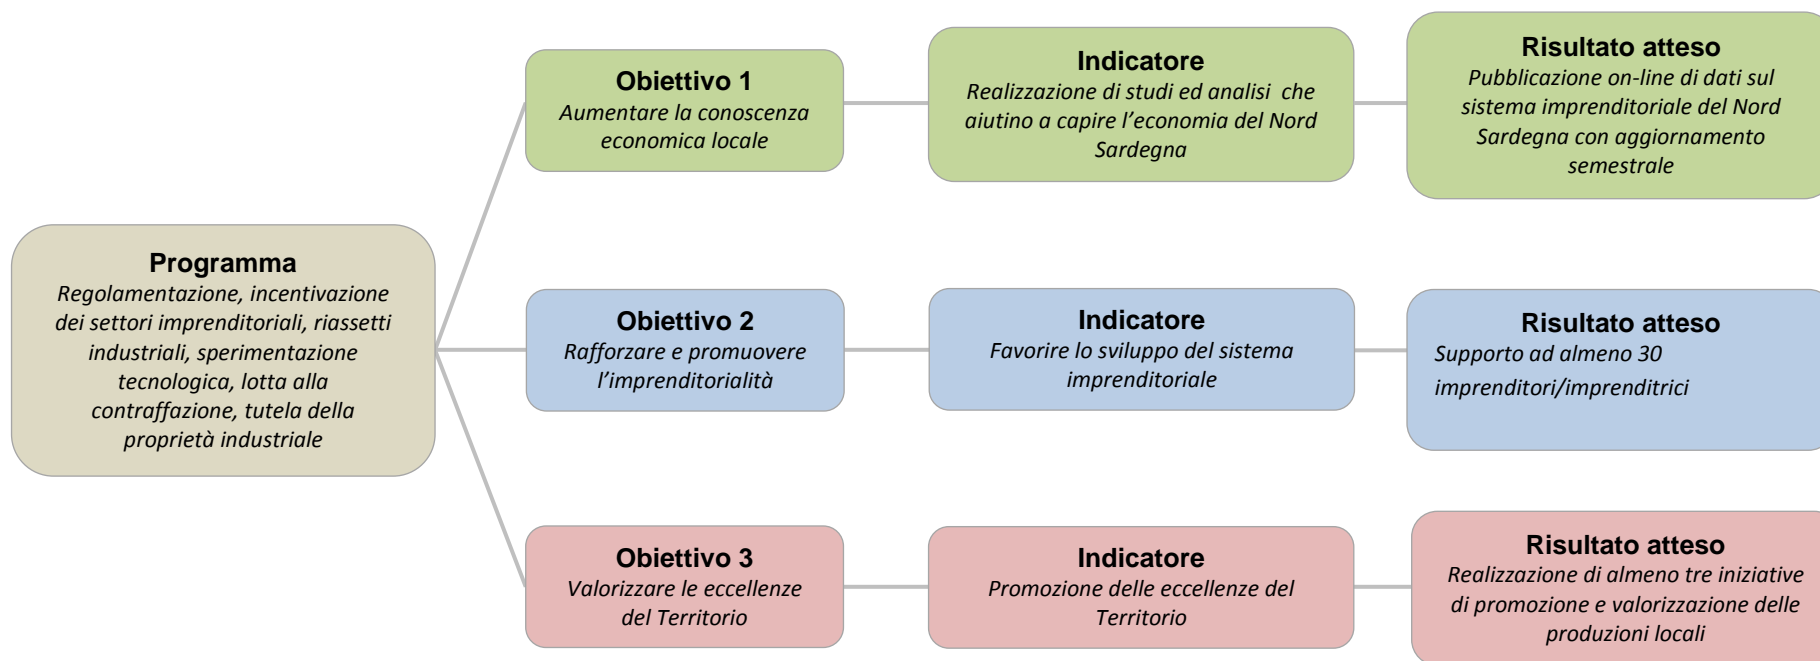 Programma
Regolamentazione, incentivazione
dei settori imprenditoriali, riassetti
industriali, sperimentazione
tecnologica, lotta alla
contraffazione, tutela della
proprietà industriale
Obiettivo 1
Aumentare la conoscenza
economica locale
Indicatore
Realizzazione di studi ed analisi  che
aiutino a capire l’economia del Nord
Sardegna
Risultato atteso
Pubblicazione on-line di dati sul
sistema imprenditoriale del Nord
Sardegna con aggiornamento
semestrale
Obiettivo 2
Rafforzare e promuovere
l’imprenditorialità
Indicatore
Favorire lo sviluppo del sistema
imprenditoriale
Risultato atteso
Supporto ad almeno 30
imprenditori/imprenditrici
Obiettivo 3
Valorizzare le eccellenze
del Territorio
Indicatore
Promozione delle eccellenze del
Territorio
Risultato atteso
Realizzazione di almeno tre iniziative
di promozione e valorizzazione delle
produzioni locali